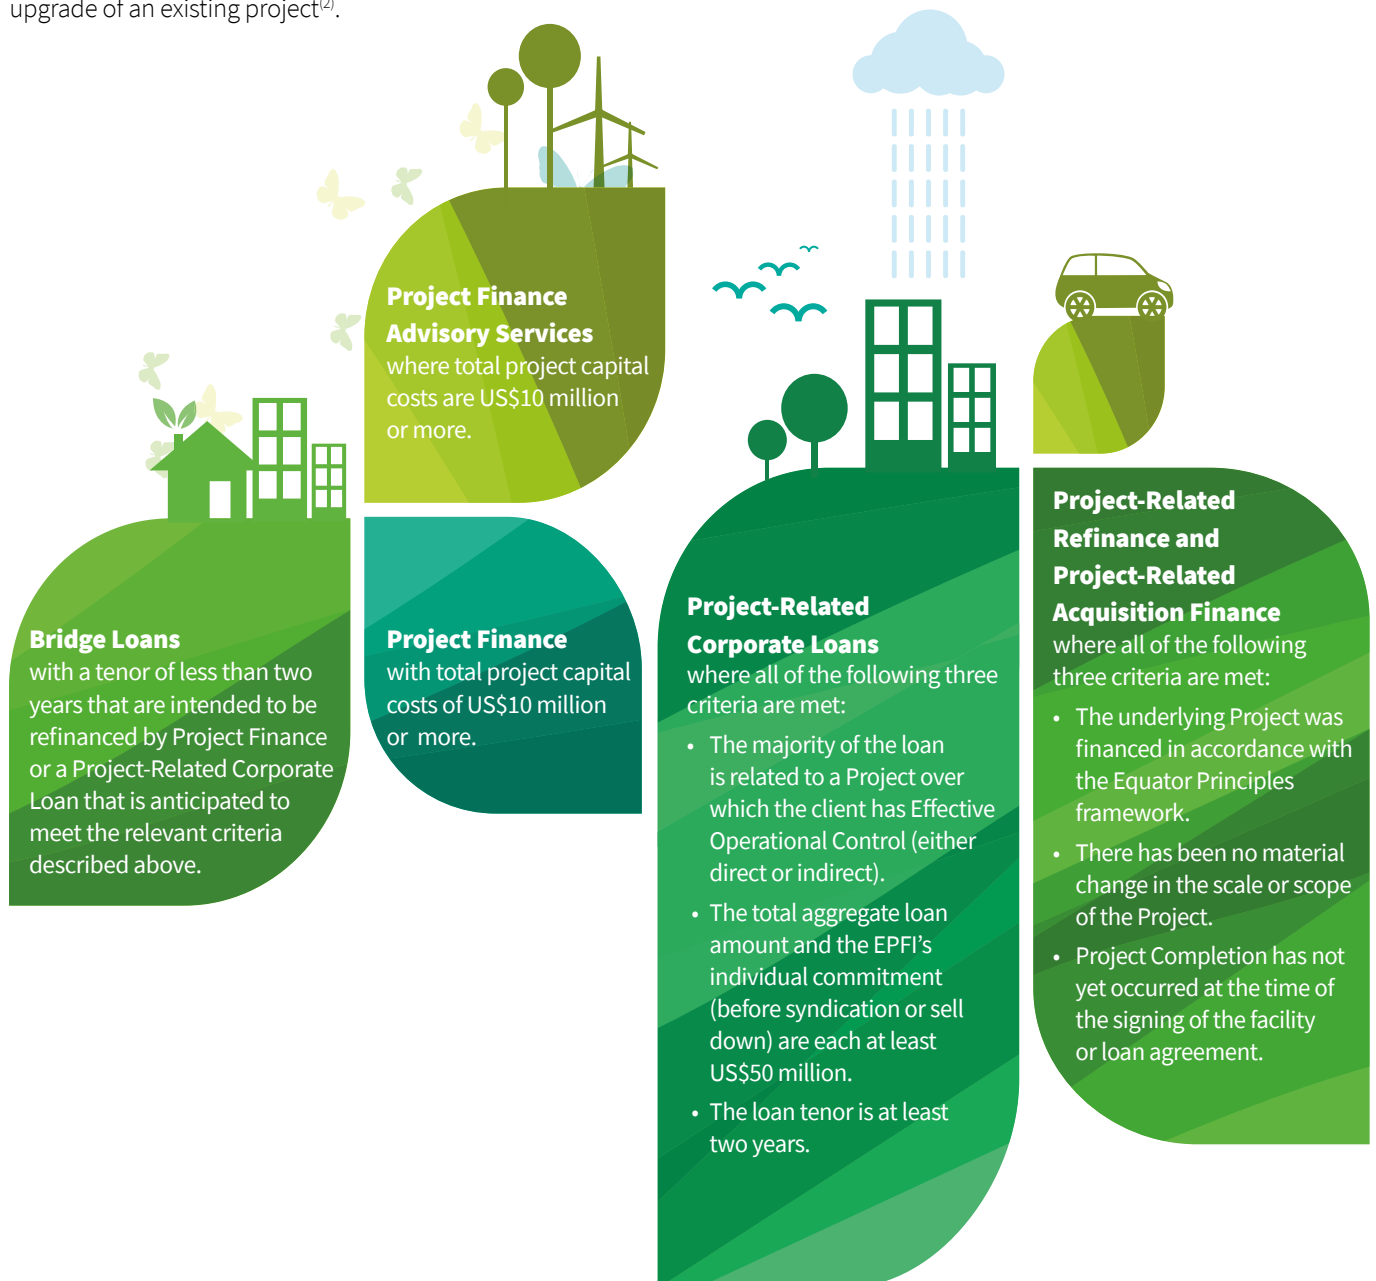 upgrade of an existing project(2).
Project Finance
Advisory Services
where total project capital
costs are US$10 million
or more.
Bridge Loans
with a tenor of less than two
years that are intended to be
refinanced by Project Finance
or a Project-Related Corporate
Loan that is anticipated to
meet the relevant criteria
described above.
Project Finance
with total project capital
costs of US$10 million
or more.
Project-Related
Corporate Loans
where all of the following three
criteria are met:
• The majority of the loan
is related to a Project over
which the client has Effective
Operational Control (either
direct or indirect).
• The total aggregate loan
amount and the EPFI's
individual commitment
(before syndication or sell
down) are each at least
US$50 million.
• The loan tenor is at least
two years.
Project-Related
Refinance and
Project-Related
Acquisition Finance
where all of the following
three criteria are met:
• The underlying Project was
financed in accordance with
the Equator Principles
framework.
• There has been no material
change in the scale or scope
of the Project.
• Project Completion has not
yet occurred at the time of
the signing of the facility
or loan agreement.